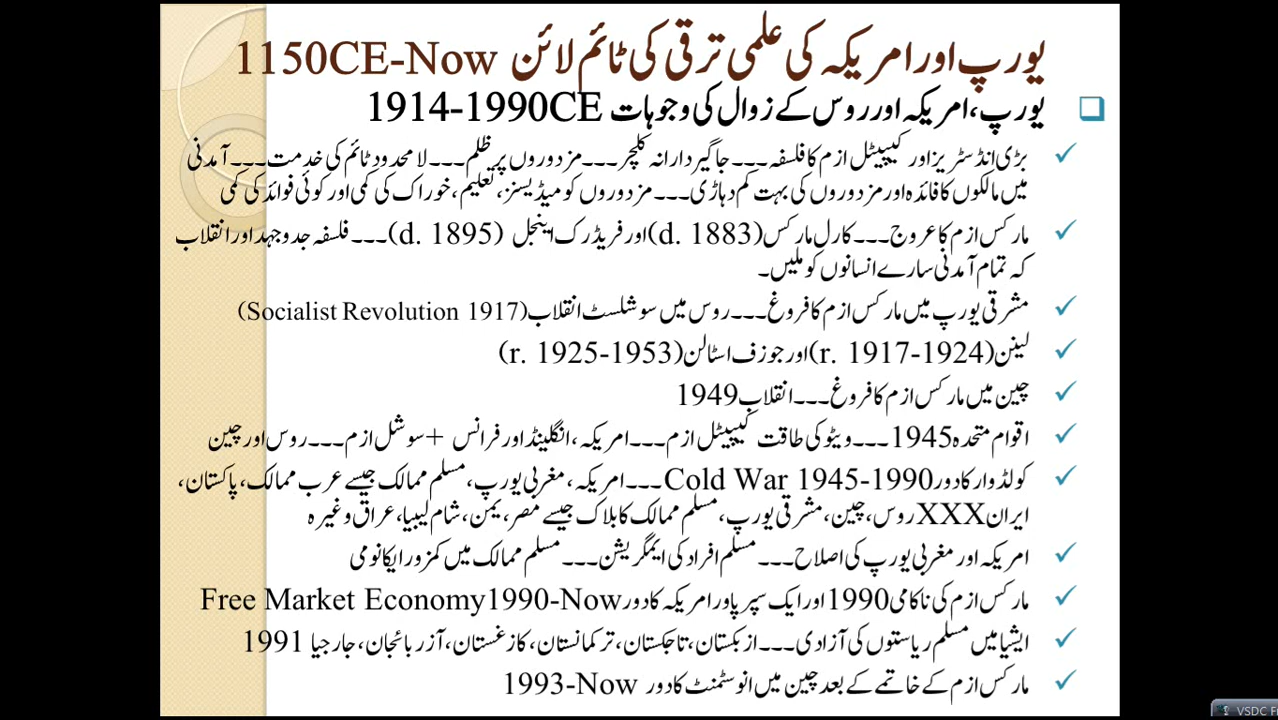 یورپ اور امریکہ کی علمی ترقی کی ٹائم لائن 1150CE-Now
یورپ، امریکہ اور روس کے زوال کی وجوہات 1914-1990CE
بڑی انڈسٹریز اور کیپیٹل ازم کا فلسفہ۔۔۔ جاگیردارانہ کلچر۔۔۔ مزدوروں پر ظلم۔۔۔ لامحدود ٹائم کی خدمت۔۔۔ آمدنی
میں مالکوں کا فائدہ اور مزدوروں کی بہت کم دہاڑی۔۔۔ مزدوروں کو میڈیسنز، تعلیم، خوراک کی کمی اور کوئی فوائد کی کمی
مارکس ازم کا عروج۔۔۔ کارل مارکس (d. 1883) اور فریڈرک اینجل (d. 1895)۔۔۔ فلسفہ جدوجہد اور انقلاب
کہ تمام آمدنی سارے انسانوں کو ملیں۔
مشرقی یورپ میں مارکس ازم کا فروغ۔۔۔ روس میں سوشلسٹ انقلاب (Socialist Revolution 1917)
لینن (r. 1917-1924) اور جوزف اسٹالن (r. 1925-1953)
چین میں مارکس ازم کا فروغ۔۔۔ انقلاب 1949
اقوام متحدہ 1945۔۔۔ ویٹو کی طاقت کیپیٹل ازم۔۔۔ امریکہ، انگلینڈ اور فرانس + سوشل ازم۔۔۔ روس اور چین
کولڈ وار کا دور Cold War 1945-1990۔۔۔ امریکہ، مغربی یورپ، مسلم ممالک جیسے عرب ممالک، پاکستان،
ایران XXX روس، چین، مشرقی یورپ، مسلم ممالک کا بلاک جیسے مصر، یمن، شام لیبیا، عراق وغیرہ
امریکہ اور مغربی یورپ کی اصلاح۔۔۔ مسلم افراد کی ایمگریشن۔۔۔ مسلم ممالک میں کمزور ایکانومی
مارکس ازم کی ناکامی 1990 اور ایک سپر پاور امریکہ کا دور Free Market Economy 1990-Now
ایشیا میں مسلم ریاستوں کی آزادی۔۔۔ ازبکستان، تاجکستان، ترکمانستان، کازغستان، آزربائجان، جارجیا 1991
مارکس ازم کے خاتمے کے بعد چین میں انوسٹمنٹ کا دور 1993-Now